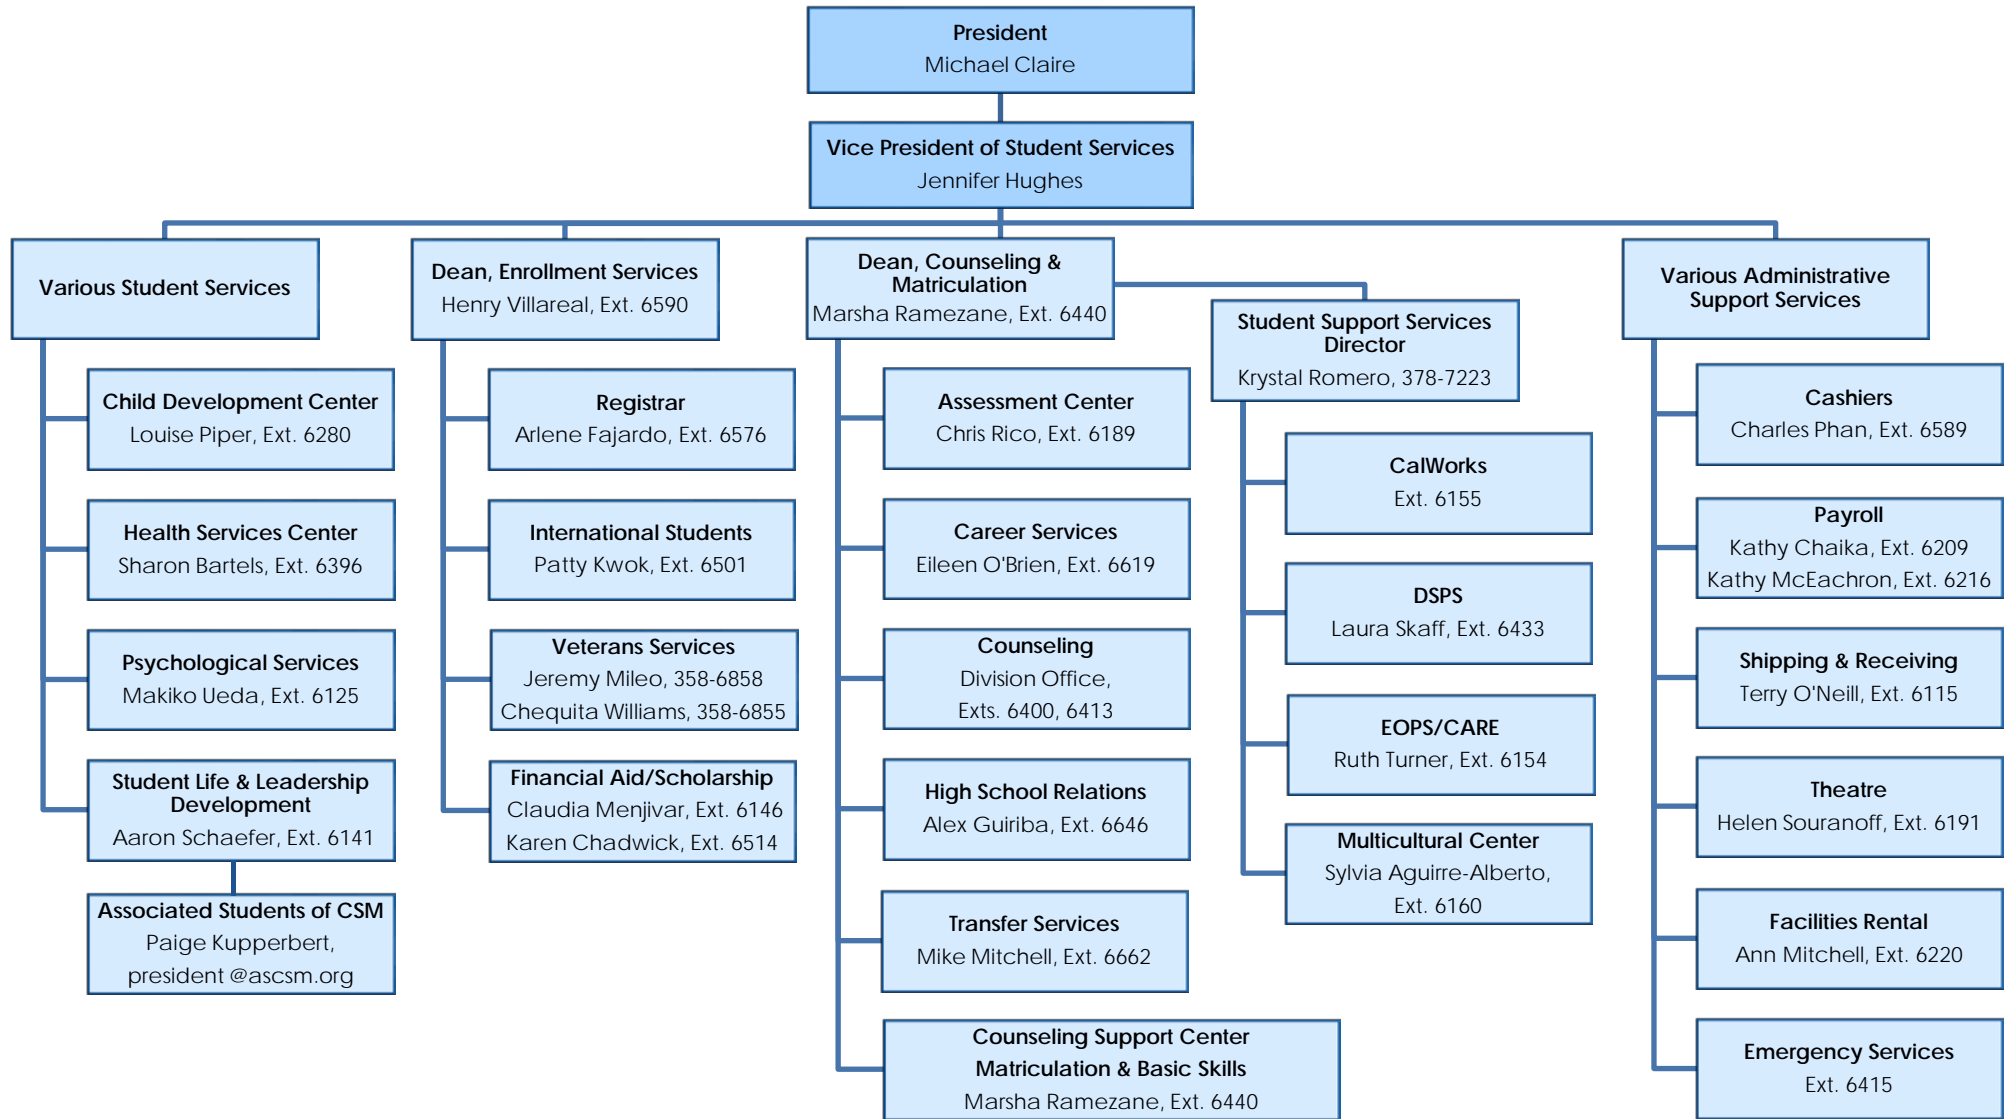 President
Michael Claire
Vice President of Student Services
Jennifer Hughes
Various Student Services
Child Development Center
Louise Piper, Ext. 6280
Health Services Center
Sharon Bartels, Ext. 6396
Psychological Services
Makiko Ueda, Ext. 6125
Student Life & Leadership
Development
Aaron Schaefer, Ext. 6141
Associated Students of CSM
Paige Kupperbert,
president @ascsm.org
Dean, Enrollment Services
Henry Villareal, Ext. 6590
Registrar
Arlene Fajardo, Ext. 6576
International Students
Patty Kwok, Ext. 6501
Veterans Services
Jeremy Mileo, 358-6858
Chequita Williams, 358-6855
Financial Aid/Scholarship
Claudia Menjivar, Ext. 6146
Karen Chadwick, Ext. 6514
Dean, Counseling &
Matriculation
Marsha Ramezane, Ext. 6440
Assessment Center
Chris Rico, Ext. 6189
Career Services
Eileen O'Brien, Ext. 6619
Counseling
Division Office,
Exts. 6400, 6413
High School Relations
Alex Guiriba, Ext. 6646
Transfer Services
Mike Mitchell, Ext. 6662
Counseling Support Center
Matriculation & Basic Skills
Marsha Ramezane, Ext. 6440
Student Support Services
Director
Krystal Romero, 378-7223
CalWorks
Ext. 6155
DSPS
Laura Skaff, Ext. 6433
EOPS/CARE
Ruth Turner, Ext. 6154
Multicultural Center
Sylvia Aguirre-Alberto,
Ext. 6160
Various Administrative
Support Services
Cashiers
Charles Phan, Ext. 6589
Payroll
Kathy Chaika, Ext. 6209
Kathy McEachron, Ext. 6216
Shipping & Receiving
Terry O'Neill, Ext. 6115
Theatre
Helen Souranoff, Ext. 6191
Facilities Rental
Ann Mitchell, Ext. 6220
Emergency Services
Ext. 6415